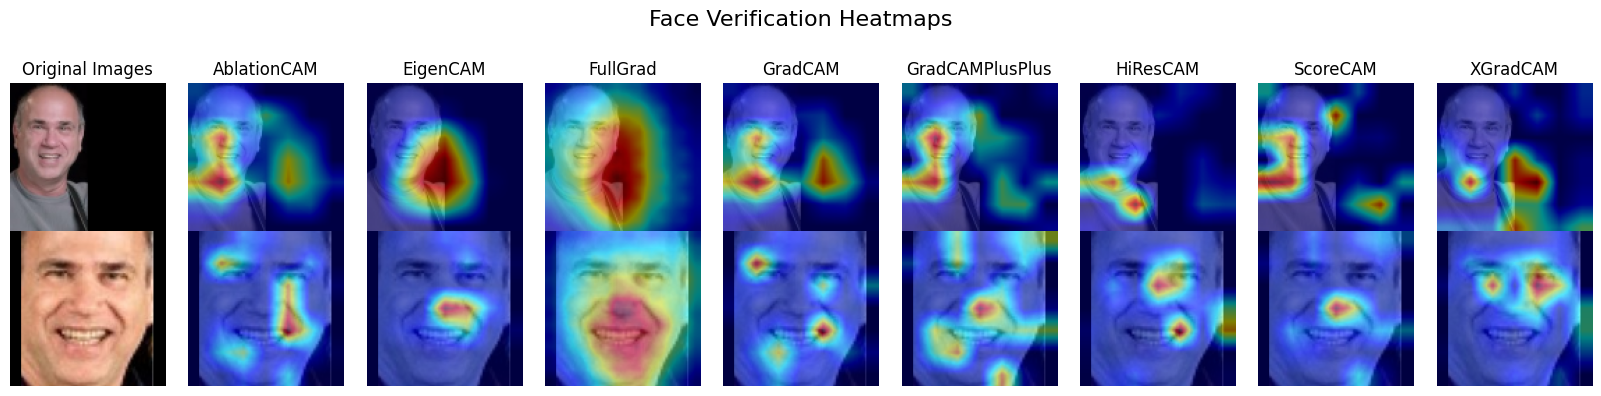 Face Verification Heatmaps
Original Images AblationCAM EigenCAM FullGrad GradCAM GradCAMPlusPlus HiResCAM ScoreCAM XGradCAM